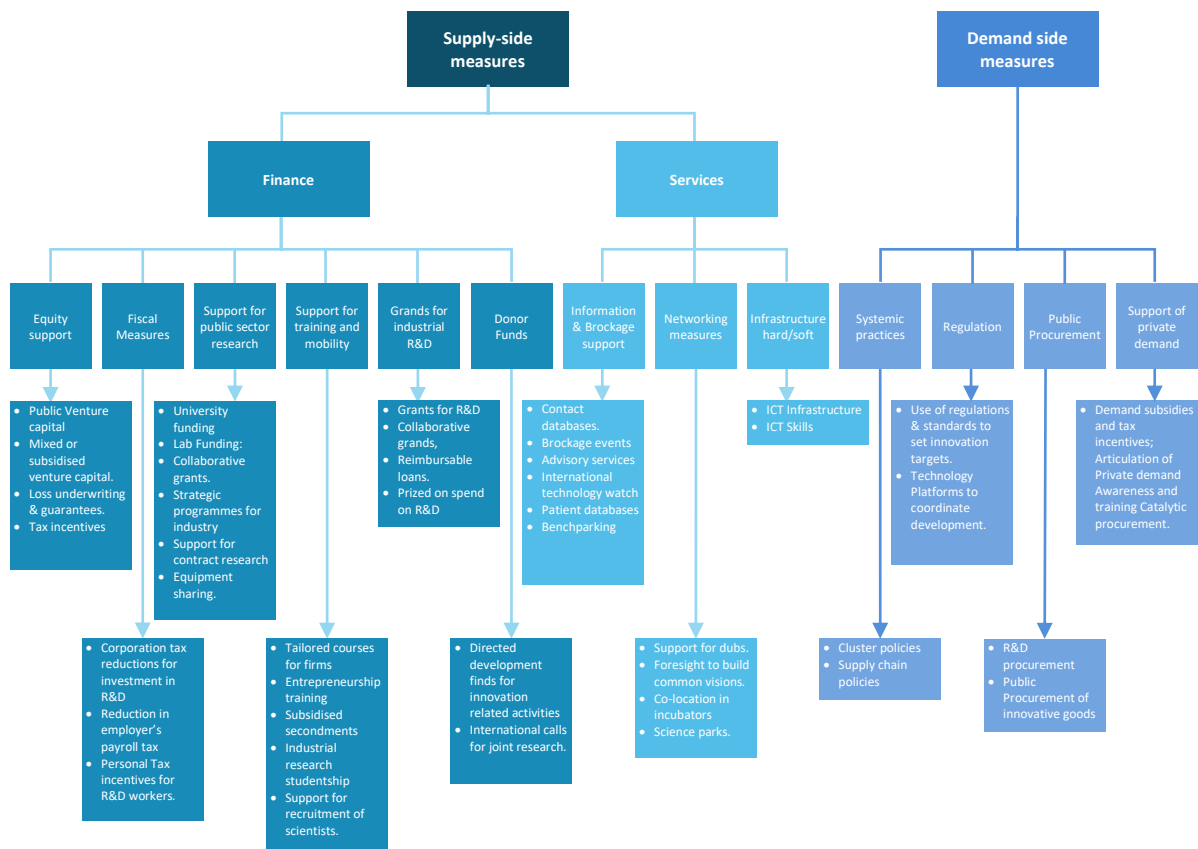 Supply-side
measures
Demand side
measures
Finance
Services
Equity
support
Fiscal
Measures
Support for
public sector
research
Support for
training and
mobility
Grands for
industrial
R&D
Donor
Funds
Information
& Brockage
support
Networking
measures
Infrastructure
hard/soft
Systemic
practices
Regulation
Public
Procurement
Support of
private
demand
• Public Venture
capital
• Mixed or
subsidised
venture capital.
• Loss underwriting
& guarantees.
• Tax incentives
• University
funding
• Lab Funding:
• Collaborative
grants.
• Strategic
programmes for
industry
• Support for
contract research
• Equipment
sharing.
• Grants for R&D
• Collaborative
grands,
• Reimbursable
loans.
• Prized on spend
on R&D
• Contact
databases.
• Brockage events
• Advisory services
• International
technology watch
• Patient databases
• Benchparking
• ICT Infrastructure
• ICT Skills
• Use of regulations
& standards to
set innovation
targets.
• Technology
Platforms to
coordinate
development.
• Demand subsidies
and tax
incentives;
Articulation of
Private demand
Awareness and
training Catalytic
procurement.
• Corporation tax
reductions for
investment in
R&D
• Reduction in
employer's
payroll tax
• Personal Tax
incentives for
R&D workers.
• Tailored courses
for firms
• Entrepreneurship
training
• Subsidised
secondments
• Industrial
research
studentship
• Support for
recruitment of
scientists.
• Directed
development
finds for
innovation
related activities
• International calls
for joint research.
• Support for dubs.
• Foresight to build
common visions.
• Co-location in
incubators
• Science parks.
• Cluster policies
• Supply chain
policies
• R&D
procurement
• Public
Procurement of
innovative goods